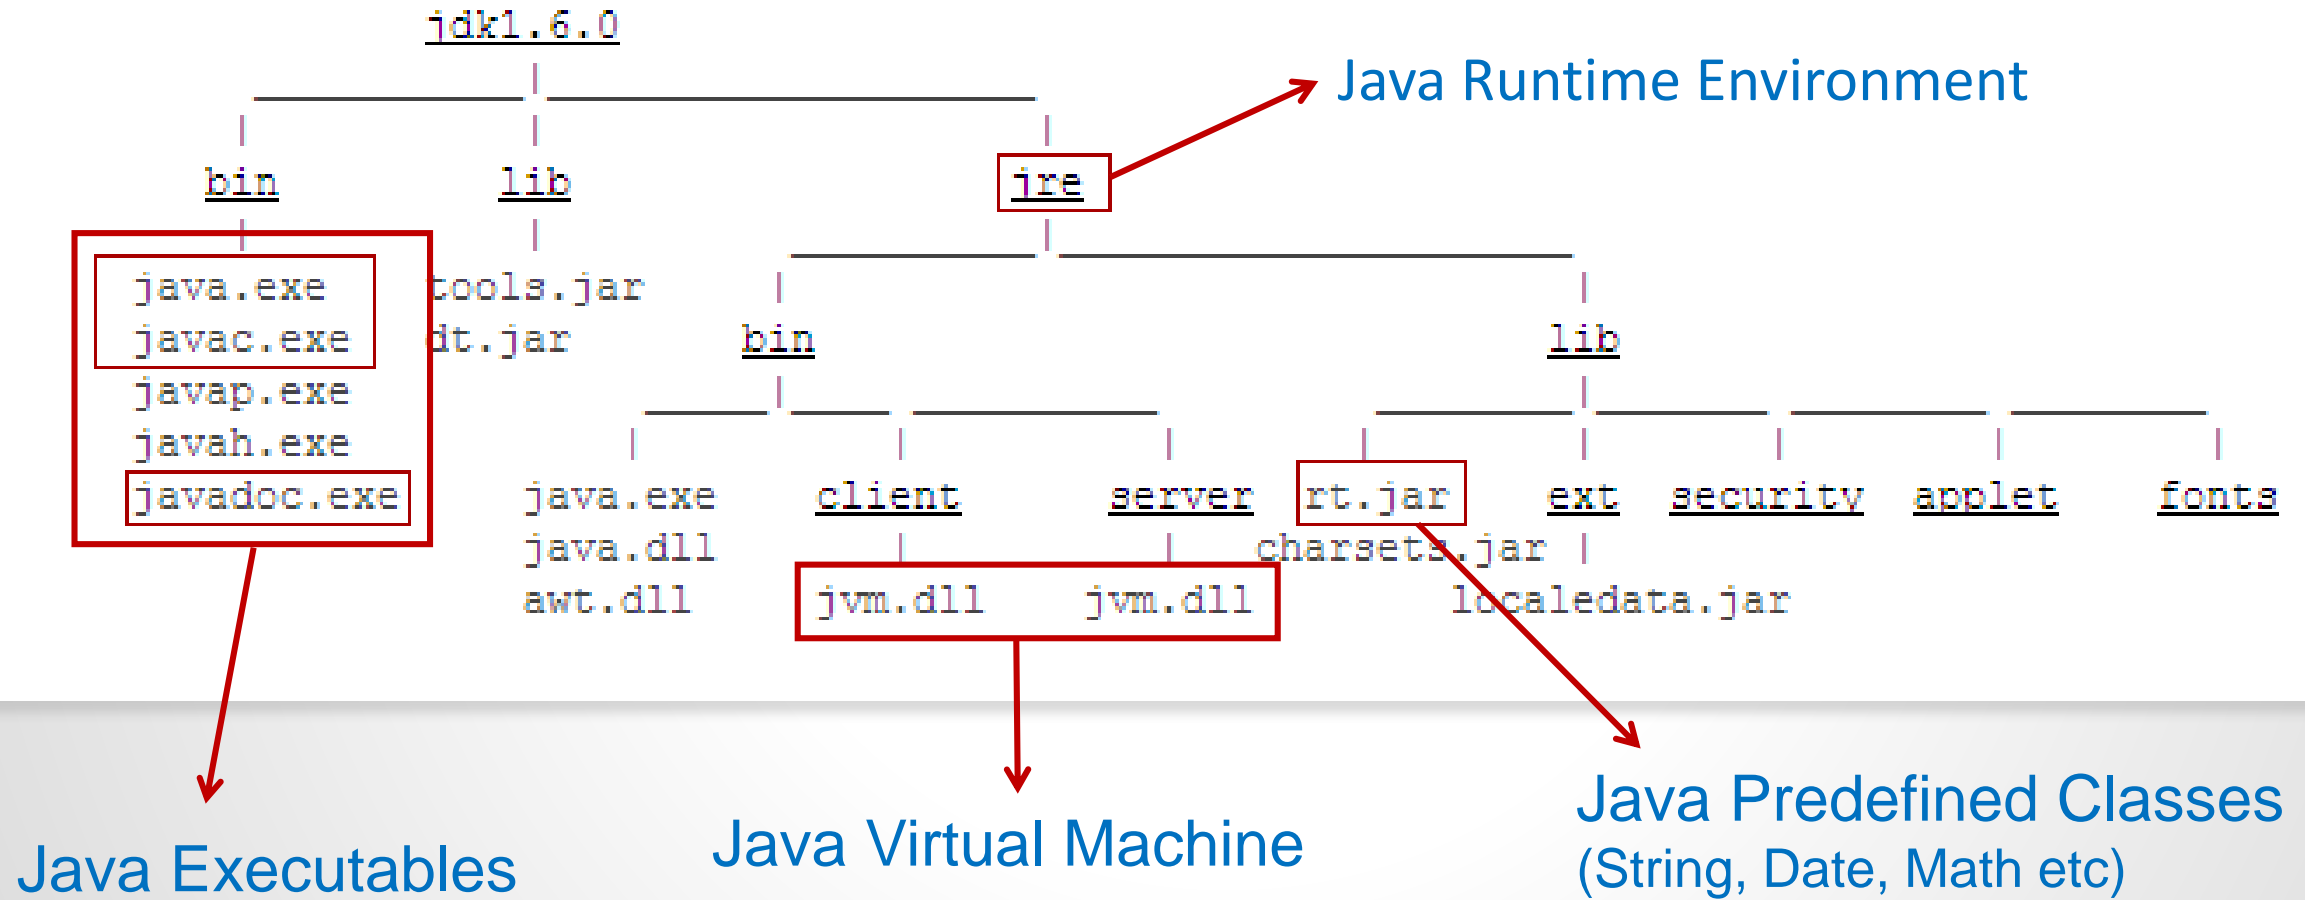 jdk1.6.0
Java Runtime Environment
bin lib jre
java.exe tools.jar
javac.exe dt.jar bin lib
javap.exe
javah.exe
javadoc.exe java.exe client server rt.jar ext security applet fonts
java.dll charsets.jar
awt.dll jvm.dll jvm.dll localedata.jar
Java Executables
Java Virtual Machine
Java Predefined Classes
(String, Date, Math etc)